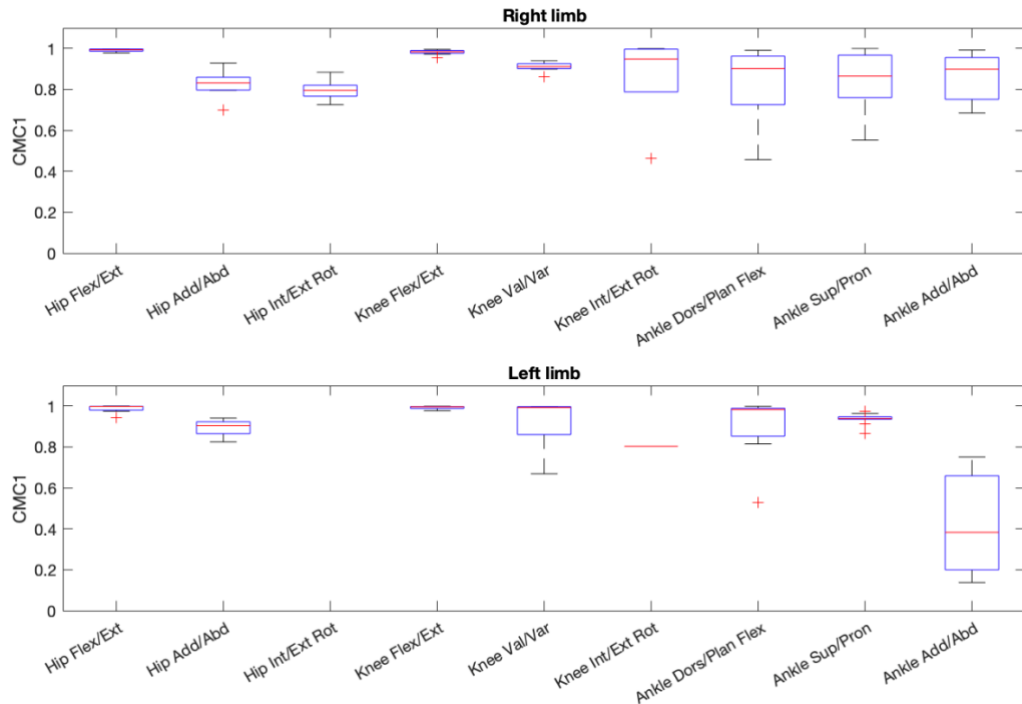 Right limb
1
0.8
0.6
0.4
0.2
0
CMC1
Hip Flex/Ext
Hip Add/Abd
Hip Int/Ext Rot
Knee Flex/Ext
Knee Val/Var
Knee Int/Ext Rot
Ankle Dors/Plan Flex
Ankle Sup/Pron
Ankle Add/Abd
Left limb
1
0.8
0.6
0.4
0.2
0
CMC1
Hip Flex/Ext
Hip Add/Abd
Hip Int/Ext Rot
Knee Flex/Ext
Knee Val/Var
Knee Int/Ext Rot
Ankle Dors/Plan Flex
Ankle Sup/Pron
Ankle Add/Abd